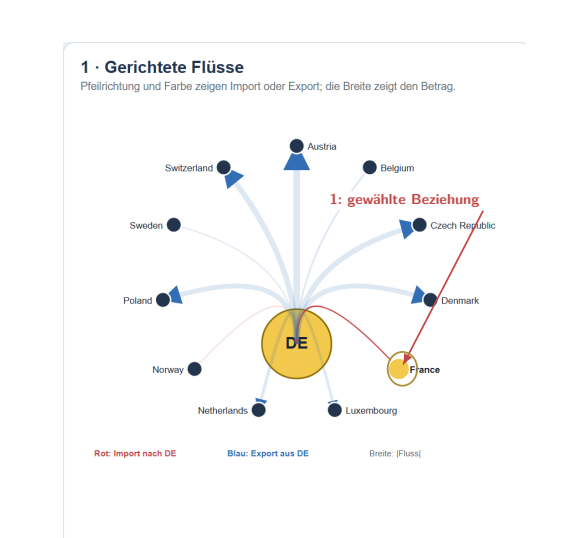 1 · Gerichtete Flüsse
Pfeilrichtung und Farbe zeigen Import oder Export; die Breite zeigt den Betrag.
Austria
Switzerland
Belgium
1: gewählte Beziehung
Sweden
Czech Republic
Poland
Denmark
DE
Norway
France
Netherlands
Luxembourg
Rot: Import nach DE
Blau: Export aus DE
Breite: |Fluss|